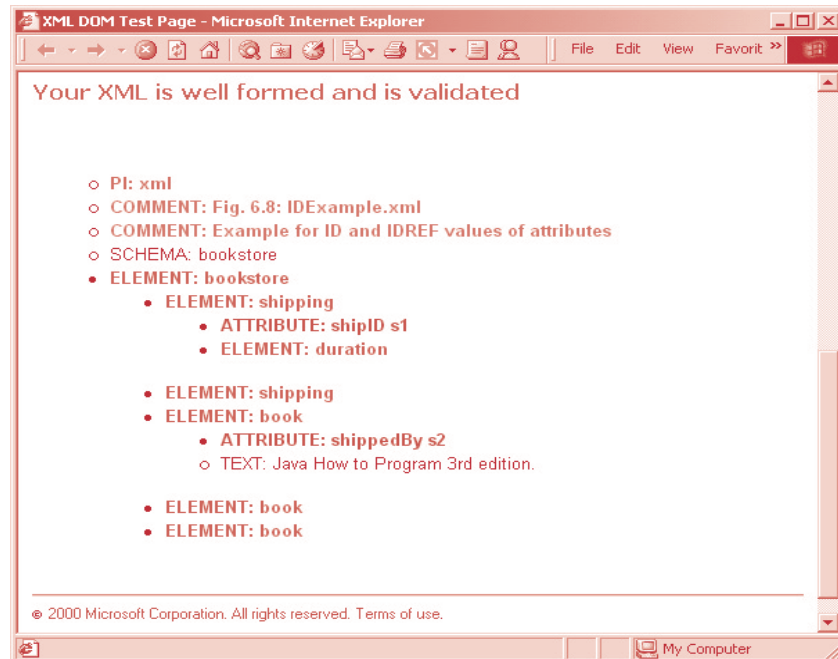 XML DOM Test Page - Microsoft Internet Explorer
File Edit View Favorit »
Your XML is well formed and is validated
PI: xml
COMMENT: Fig. 6.8: IDExample.xml
COMMENT: Example for ID and IDREF values of attributes
SCHEMA: bookstore
ELEMENT: bookstore
ELEMENT: shipping
ATTRIBUTE: shipID s1
ELEMENT: duration
ELEMENT: shipping
ELEMENT: book
ATTRIBUTE: shippedBy s2
TEXT: Java How to Program 3rd edition.
ELEMENT: book
ELEMENT: book
© 2000 Microsoft Corporation. All rights reserved. Terms of use.
My Computer